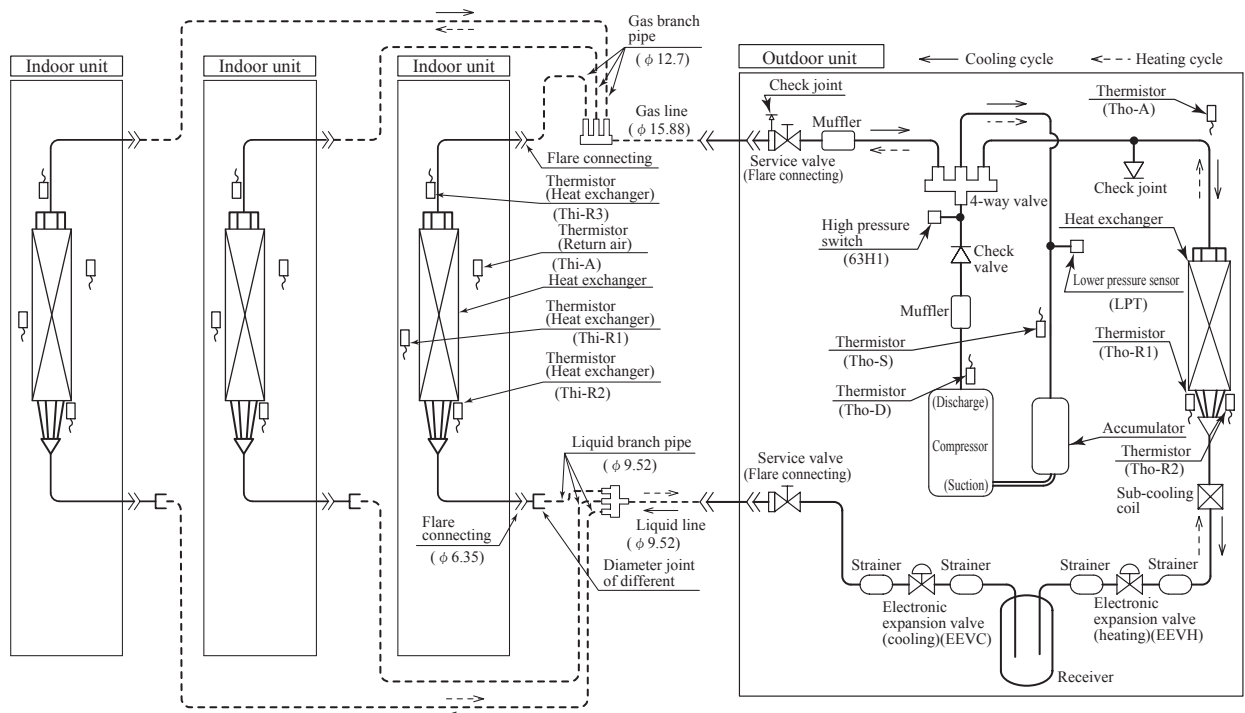 Indoor unit
Indoor unit
Indoor unit
Gas branch
pipe
( ϕ 12.7)
Gas line
( ϕ 15.88)
Flare connecting
Thermistor
(Heat exchanger)
(Thi-R3)
Thermistor
(Return air)
(Thi-A)
Heat exchanger
Thermistor
(Heat exchanger)
(Thi-R1)
Thermistor
(Heat exchanger)
(Thi-R2)
Liquid branch pipe
( ϕ 9.52)
Flare
connecting
( ϕ 6.35)
Liquid line
( ϕ 9.52)
Diameter joint
of different
Outdoor unit
Cooling cycle
Heating cycle
Check joint
Muffler
Service valve
(Flare connecting)
Thermistor
(Tho-A)
Check joint
4-way valve
High pressure
switch
(63H1)
Check
valve
Heat exchanger
Lower pressure sensor
(LPT)
Muffler
Thermistor
(Tho-S)
Thermistor
(Tho-R1)
Thermistor
(Tho-D)
(Discharge)
Compressor
(Suction)
Accumulator
Thermistor
(Tho-R2)
Service valve
(Flare connecting)
Sub-cooling
coil
Strainer
Strainer
Strainer
Strainer
Electronic
expansion valve
(cooling)(EEVC)
Electronic
expansion valve
(heating)(EEVH)
Receiver